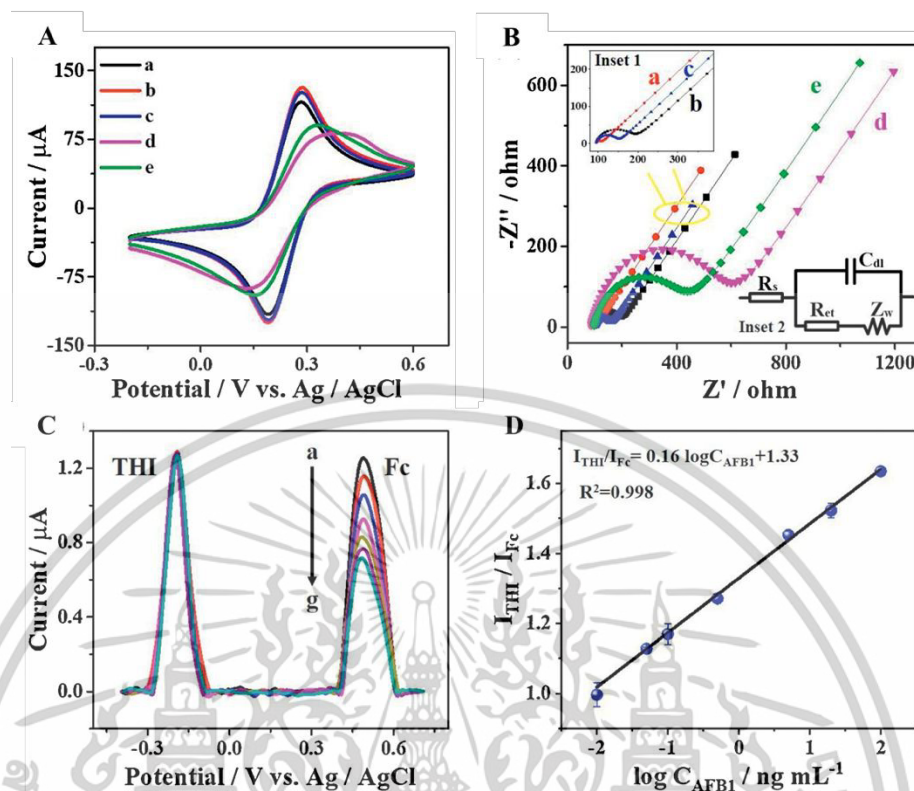 A
Current / μA
150
75
0
-75
-150
a
b
c
d
e
-0.3
0.0
0.3
0.6
Potential / V vs. Ag / AgCl
B
-Z'' / ohm
600
400
200
0
Inset 1
200
100
0
a
c
b
100
200
300
e
d
Rs
Cdl
Ret
Zw
Inset 2
0
400
800
1200
Z' / ohm
C
Current / μA
1.2
0.8
0.4
0.0
THI
a
g
Fc
-0.3
0.0
0.3
0.6
Potential / V vs. Ag / AgCl
D
ITHI / IFc
1.6
1.4
1.2
1.0
ITHI/IFc= 0.16 logCAFB1+1.33
R²=0.998
-2
-1
0
1
2
log CAFB1 / ng mL⁻¹